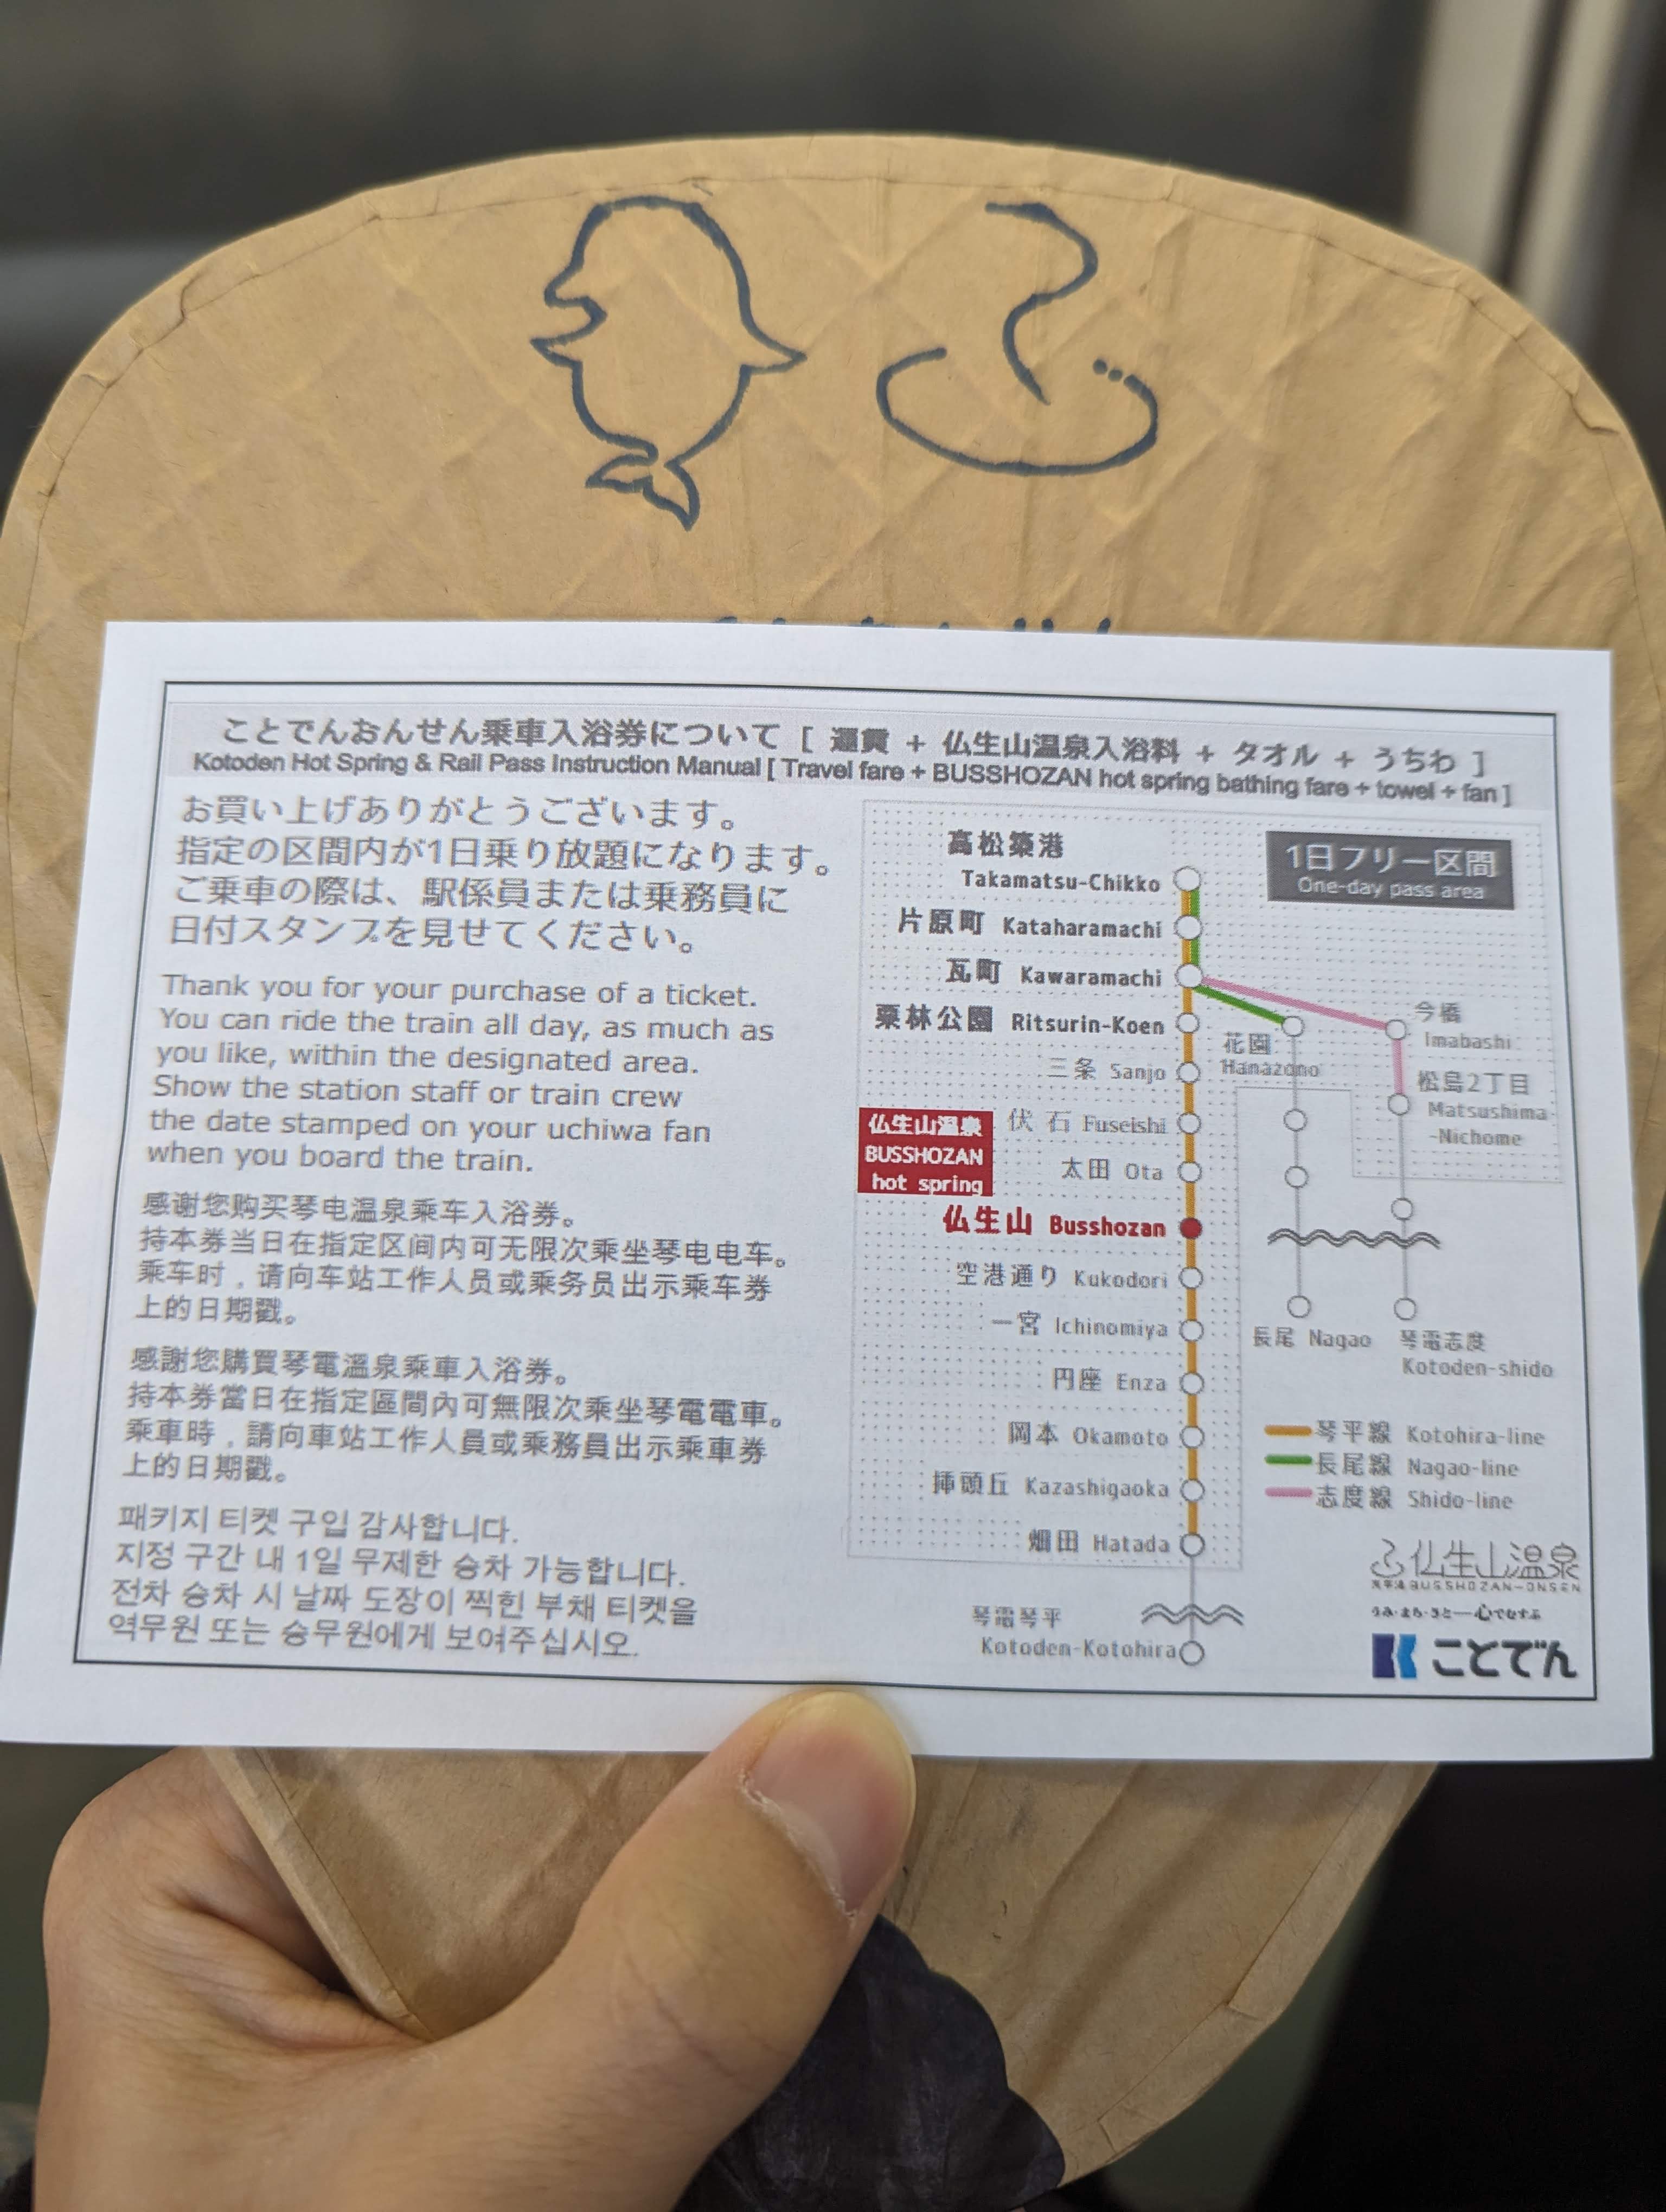 ことでんおんせん乗車入浴券について [ 運賃 + 仏生山温泉入浴料 + タオル + うちわ ]
Kotoden Hot Spring & Rail Pass Instruction Manual [ Travel fare + BUSSHOZAN hot spring bathing fare + towel + fan ]
お買い上げありがとうございます。
指定の区間内が1日乗り放題になります。
ご乗車の際は、駅係員または乗務員に
日付スタンプを見せてください。
Thank you for your purchase of a ticket.
You can ride the train all day, as much as
you like, within the designated area.
Show the station staff or train crew
the date stamped on your uchiwa fan
when you board the train.
感谢您购买琴电温泉乘车入浴券。
持本券当日在指定区间内可无限次乘坐琴电电车。
乘车时，请向车站工作人员或乘务员出示乘车券
上的日期戳。
感謝您購買琴電溫泉乘車入浴券。
持本券當日在指定區間內可無限次乘坐琴電電車。
乘車時，請向車站工作人員或乘務員出示乘車券
上的日期戳。
패키지 티켓 구입 감사합니다.
지정 구간 내 1일 무제한 승차 가능합니다.
전차 승차 시 날짜 도장이 찍힌 부채 티켓을
역무원 또는 승무원에게 보여주십시오.
1日フリー区間
One-day pass area
高松築港
Takamatsu-Chikko
片原町 Kataharamachi
瓦町 Kawaramachi
栗林公園 Ritsurin-Koen
三条 Sanjo
伏石 Fuseishi
太田 Ota
仏生山温泉
BUSSHOZAN
hot spring
仏生山 Busshozan
空港通り Kukodori
一宮 Ichinomiya
円座 Enza
岡本 Okamoto
挿頭丘 Kazashigaoka
畑田 Hatada
琴電琴平
Kotoden-Kotohira
花園
Hanazono
今橋
Imabashi
松島2丁目
Matsushima
-Nichome
長尾 Nagao
琴電志度
Kotoden-shido
琴平線 Kotohira-line
長尾線 Nagao-line
志度線 Shido-line
仏生山温泉
BUSSHOZAN-ONSEN
うみ・まち・さと—心でむすぶ
ことでん